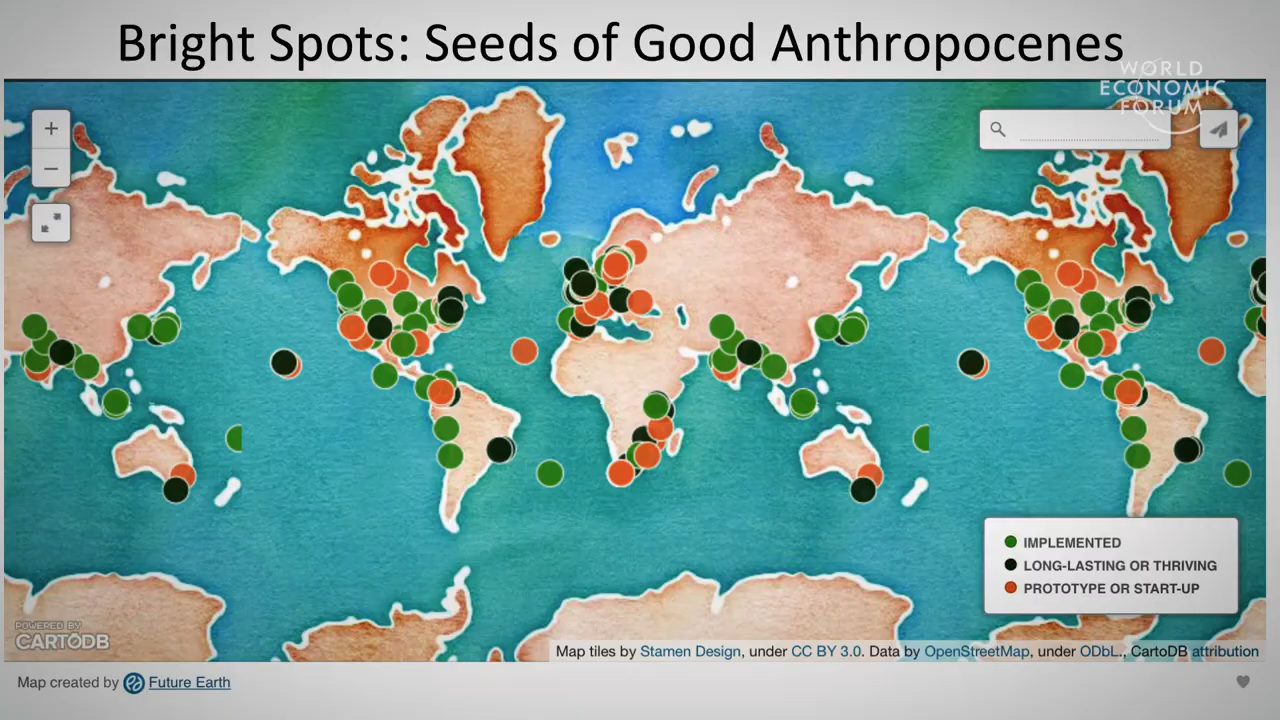 Bright Spots: Seeds of Good Anthropocenes
WORLD
ECONOMIC
FORUM
+
−
IMPLEMENTED
LONG-LASTING OR THRIVING
PROTOTYPE OR START-UP
POWERED BY
CARTODB
Map tiles by Stamen Design, under CC BY 3.0. Data by OpenStreetMap, under ODbL., CartoDB attribution
Map created by Future Earth